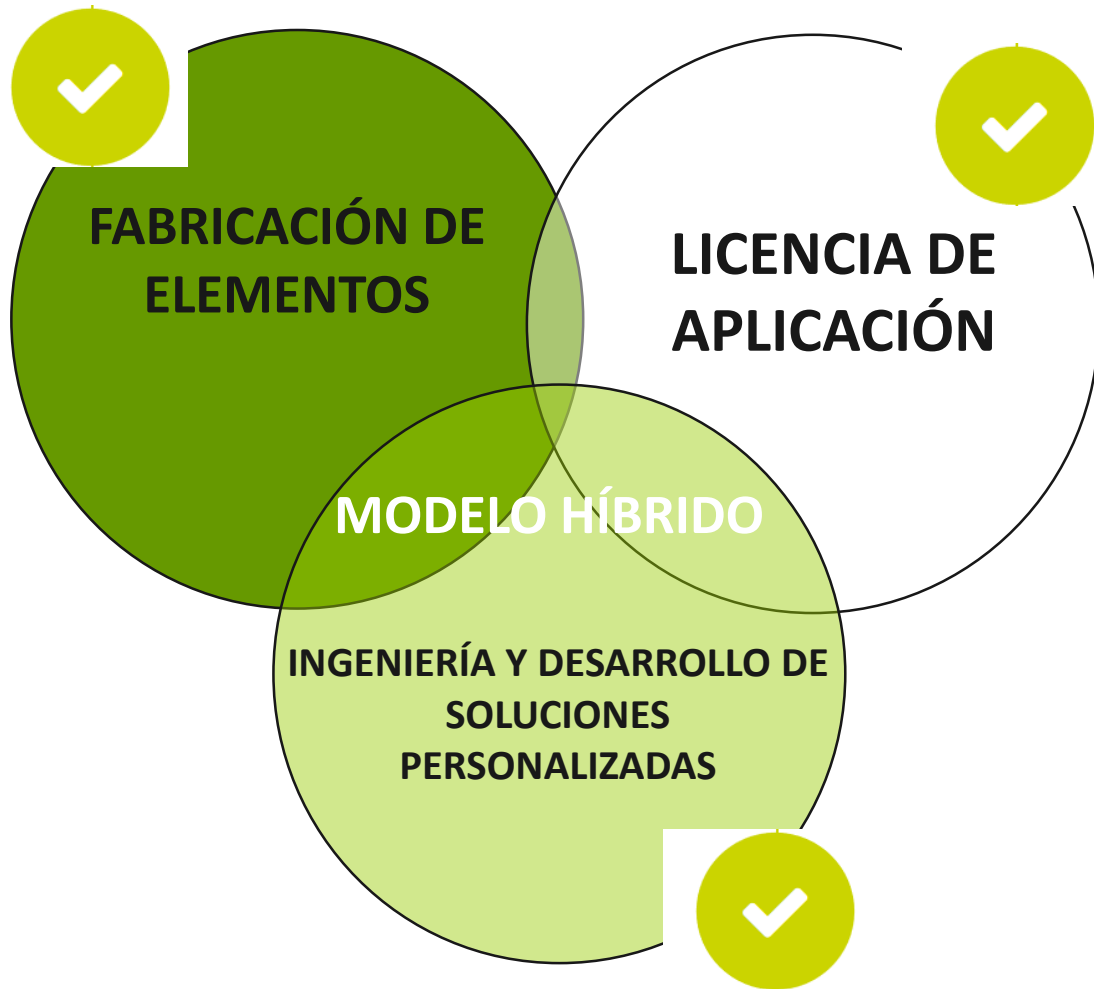 FABRICACIÓN DE
ELEMENTOS
LICENCIA DE
APLICACIÓN
MODELO HÍBRIDO
INGENIERÍA Y DESARROLLO DE
SOLUCIONES
PERSONALIZADAS